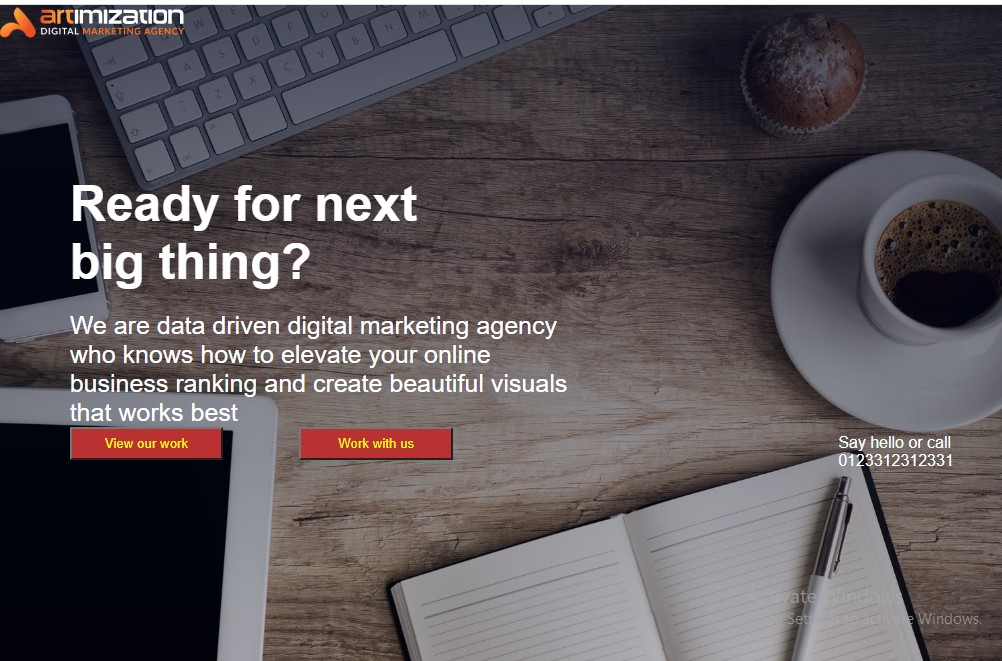 artimization
DIGITAL MARKETING AGENCY
Ready for next
big thing?
We are data driven digital marketing agency
who knows how to elevate your online
business ranking and create beautiful visuals
that works best
View our work
Work with us
Say hello or call
0123312312331
Activate Windows
Settings to activate Windows.